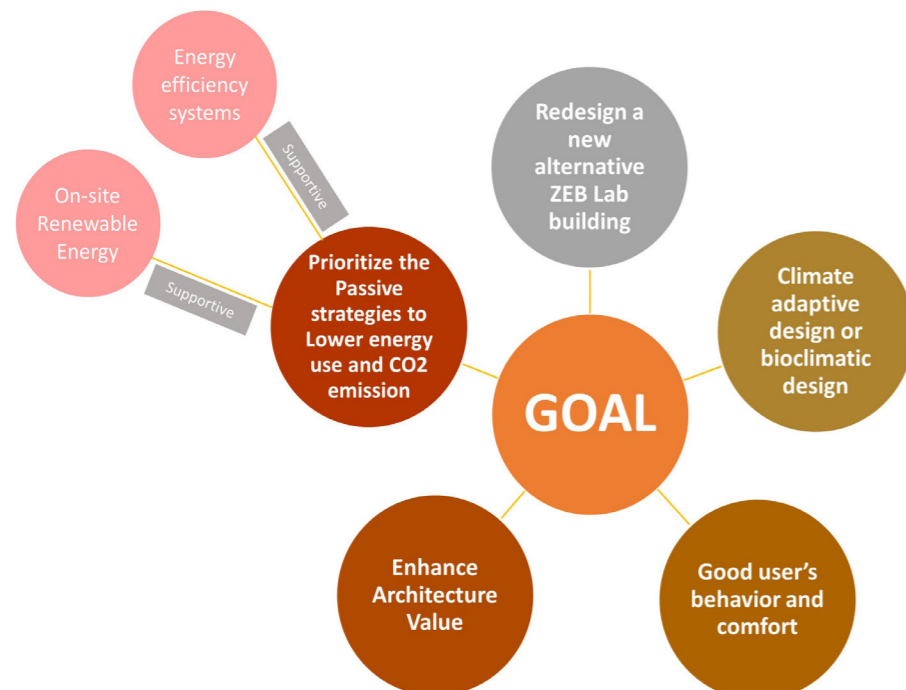 Energy
efficiency
systems
Supportive
On-site
Renewable
Energy
Supportive
Prioritize the
Passive
strategies to
Lower energy
use and CO2
emission
Redesign a
new
alternative
ZEB Lab
building
Climate
adaptive
design or
bioclimatic
design
GOAL
Enhance
Architecture
Value
Good user's
behavior and
comfort